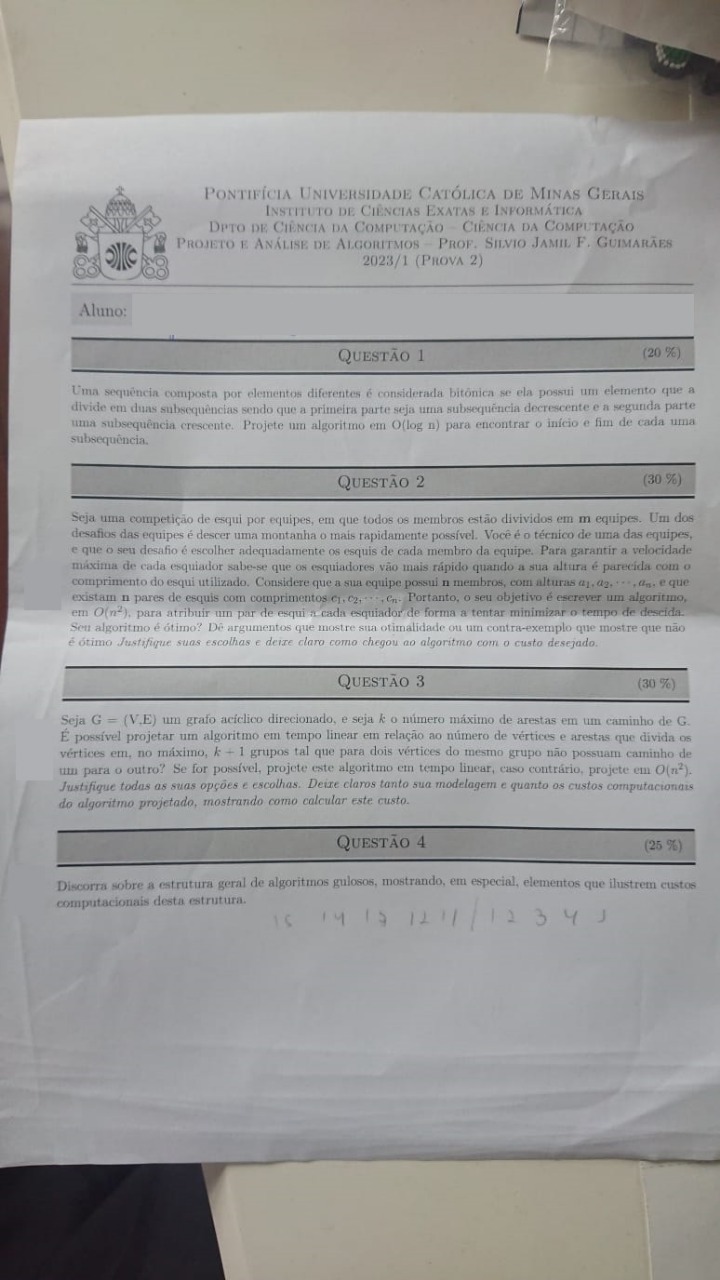 PONTIFÍCIA UNIVERSIDADE CATÓLICA DE MINAS GERAIS
INSTITUTO DE CIÊNCIAS EXATAS E INFORMÁTICA
DPTO DE CIÊNCIA DA COMPUTAÇÃO – CIÊNCIA DA COMPUTAÇÃO
PROJETO E ANÁLISE DE ALGORITMOS – PROF. SILVIO JAMIL F. GUIMARÃES
2023/1 (PROVA 2)
Aluno:
QUESTÃO 1 (20 %)
Uma sequência composta por elementos diferentes é considerada bitônica se ela possui um elemento que a
divide em duas subsequências sendo que a primeira parte seja uma subsequência decrescente e a segunda parte
uma subsequência crescente. Projete um algoritmo em O(log n) para encontrar o início e fim de cada uma
subsequência.
QUESTÃO 2 (30 %)
Seja uma competição de esqui por equipes, em que todos os membros estão divividos em m equipes. Um dos
desafios das equipes é descer uma montanha o mais rapidamente possível. Você é o técnico de uma das equipes,
e que o seu desafio é escolher adequadamente os esquis de cada membro da equipe. Para garantir a velocidade
máxima de cada esquiador sabe-se que os esquiadores vão mais rápido quando a sua altura é parecida com o
comprimento do esqui utilizado. Considere que a sua equipe possui n membros, com alturas a₁, a₂, ⋯, aₙ, e que
existam n pares de esquis com comprimentos c₁, c₂, ⋯, cₙ. Portanto, o seu objetivo é escrever um algoritmo,
em O(n²), para atribuir um par de esqui a cada esquiador de forma a tentar minimizar o tempo de descida.
Seu algoritmo é ótimo? Dê argumentos que mostre sua otimalidade ou um contra-exemplo que mostre que não
é ótimo Justifique suas escolhas e deixe claro como chegou ao algoritmo com o custo desejado.
QUESTÃO 3 (30 %)
Seja G = (V,E) um grafo acíclico direcionado, e seja k o número máximo de arestas em um caminho de G.
É possível projetar um algoritmo em tempo linear em relação ao número de vértices e arestas que divida os
vértices em, no máximo, k + 1 grupos tal que para dois vértices do mesmo grupo não possuam caminho de
um para o outro? Se for possível, projete este algoritmo em tempo linear, caso contrário, projete em O(n²).
Justifique todas as suas opções e escolhas. Deixe claros tanto sua modelagem e quanto os custos computacionais
do algoritmo projetado, mostrando como calcular este custo.
QUESTÃO 4 (25 %)
Discorra sobre a estrutura geral de algoritmos gulosos, mostrando, em especial, elementos que ilustrem custos
computacionais desta estrutura.
14 12 11 / 1 2 3 4